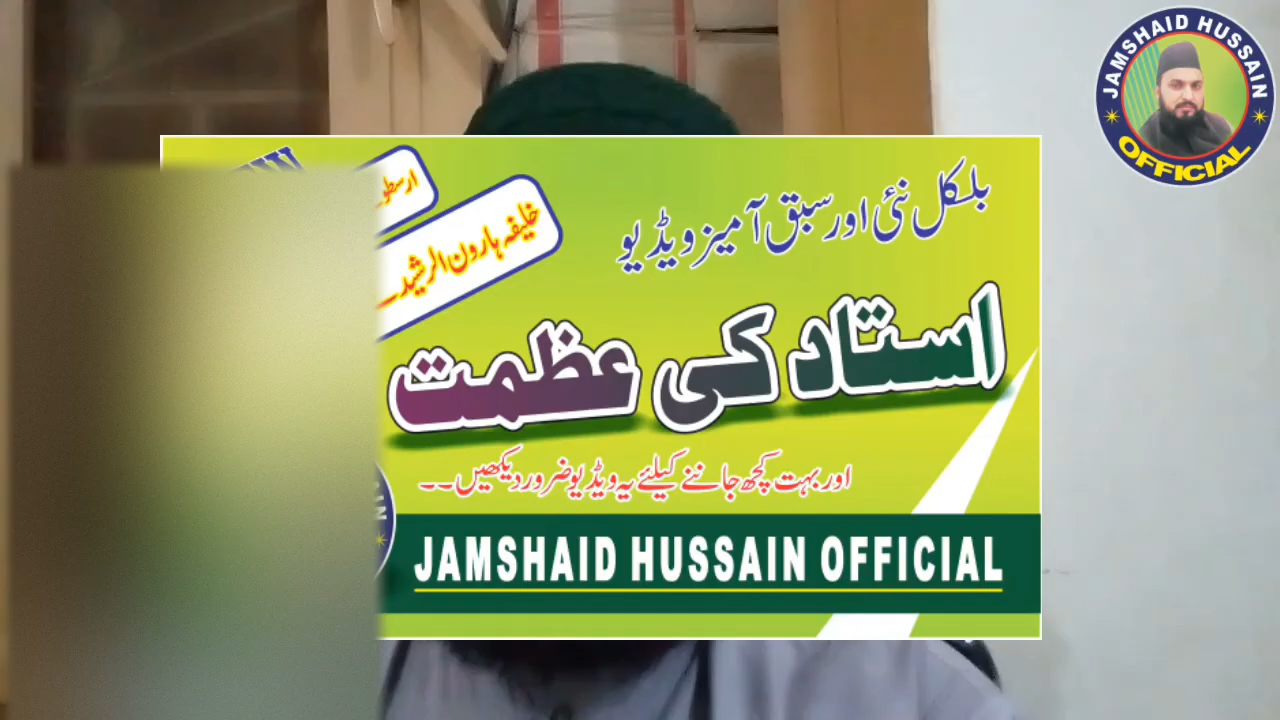 JAMSHAID HUSSAIN
OFFICIAL
بلکل نئی اور سبق آمیز ویڈیو
خلیفہ ہارون الرشید
استاد کی عظمت
اور بہت کچھ جاننے کیلئے یہ ویڈیو ضرور دیکھیں۔۔
JAMSHAID HUSSAIN OFFICIAL